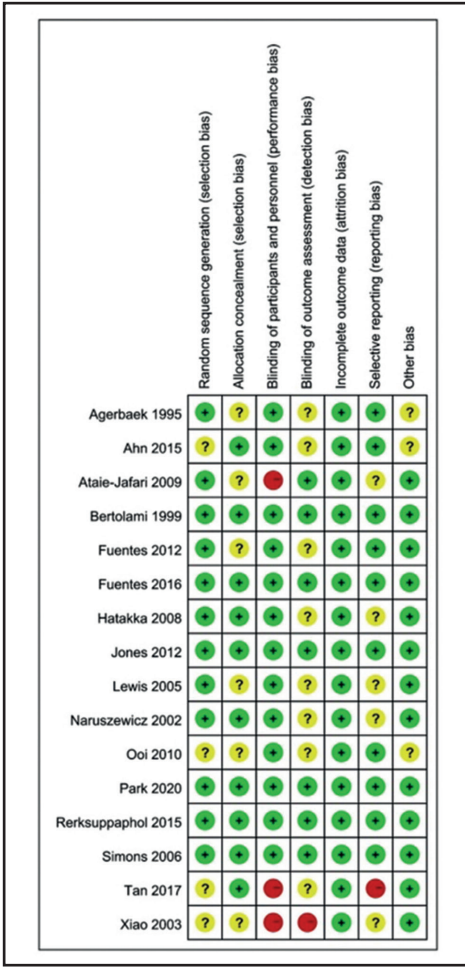 Random sequence generation (selection bias)
Allocation concealment (selection bias)
Blinding of participants and personnel (performance bias)
Blinding of outcome assessment (detection bias)
Incomplete outcome data (attrition bias)
Selective reporting (reporting bias)
Other bias
Agerbaek 1995 + ? + ? + + ?
Ahn 2015 ? + + ? + + ?
Ataie-Jafari 2009 + ? - + + ? +
Bertolami 1999 + + + + + + +
Fuentes 2012 + ? + ? + + +
Fuentes 2016 + + + + + + +
Hatakka 2008 + + + ? + ? +
Jones 2012 + + + + + + +
Lewis 2005 + ? + ? + ? +
Naruszewicz 2002 + + + ? + ? +
Ooi 2010 ? ? + ? + + ?
Park 2020 + + + + + + +
Rerksuppaphol 2015 + + + + + + +
Simons 2006 + + + + + + +
Tan 2017 ? + - ? + - +
Xiao 2003 ? ? - - + ? +